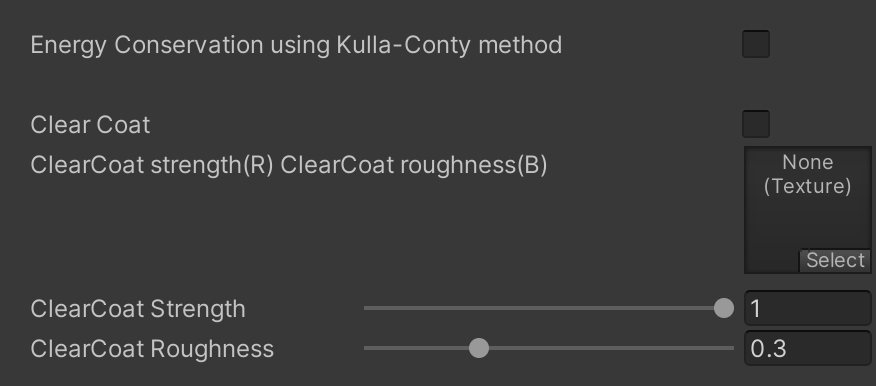 Energy Conservation using Kulla-Conty method
Clear Coat
ClearCoat strength(R) ClearCoat roughness(B)
None
(Texture)
Select
ClearCoat Strength 1
ClearCoat Roughness 0.3